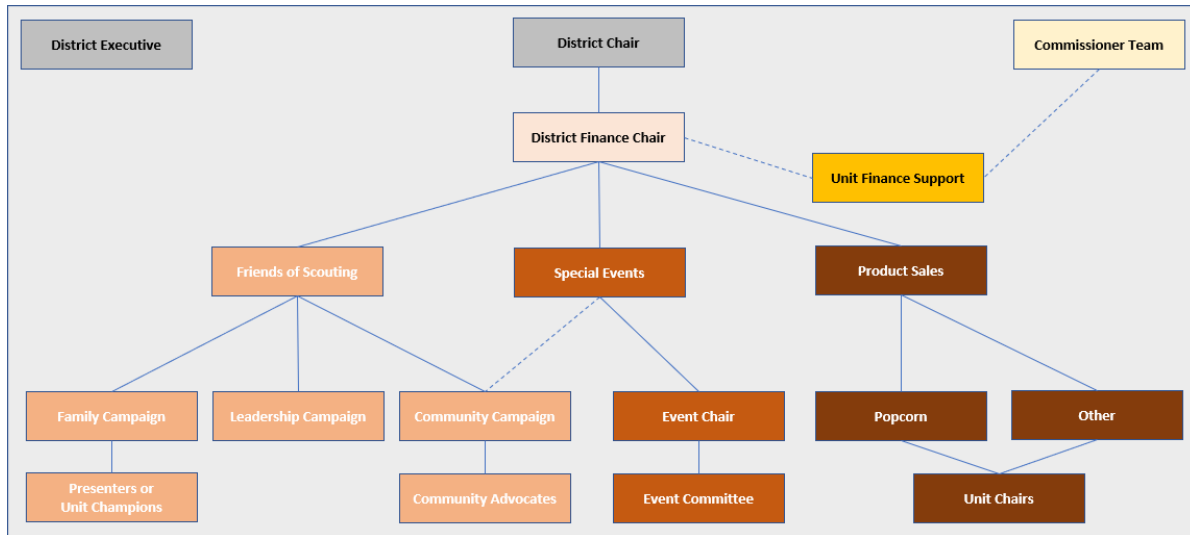 District Executive
District Chair
Commissioner Team
District Finance Chair
Unit Finance Support
Friends of Scouting
Special Events
Product Sales
Family Campaign
Leadership Campaign
Community Campaign
Event Chair
Popcorn
Other
Presenters or
Unit Champions
Community Advocates
Event Committee
Unit Chairs